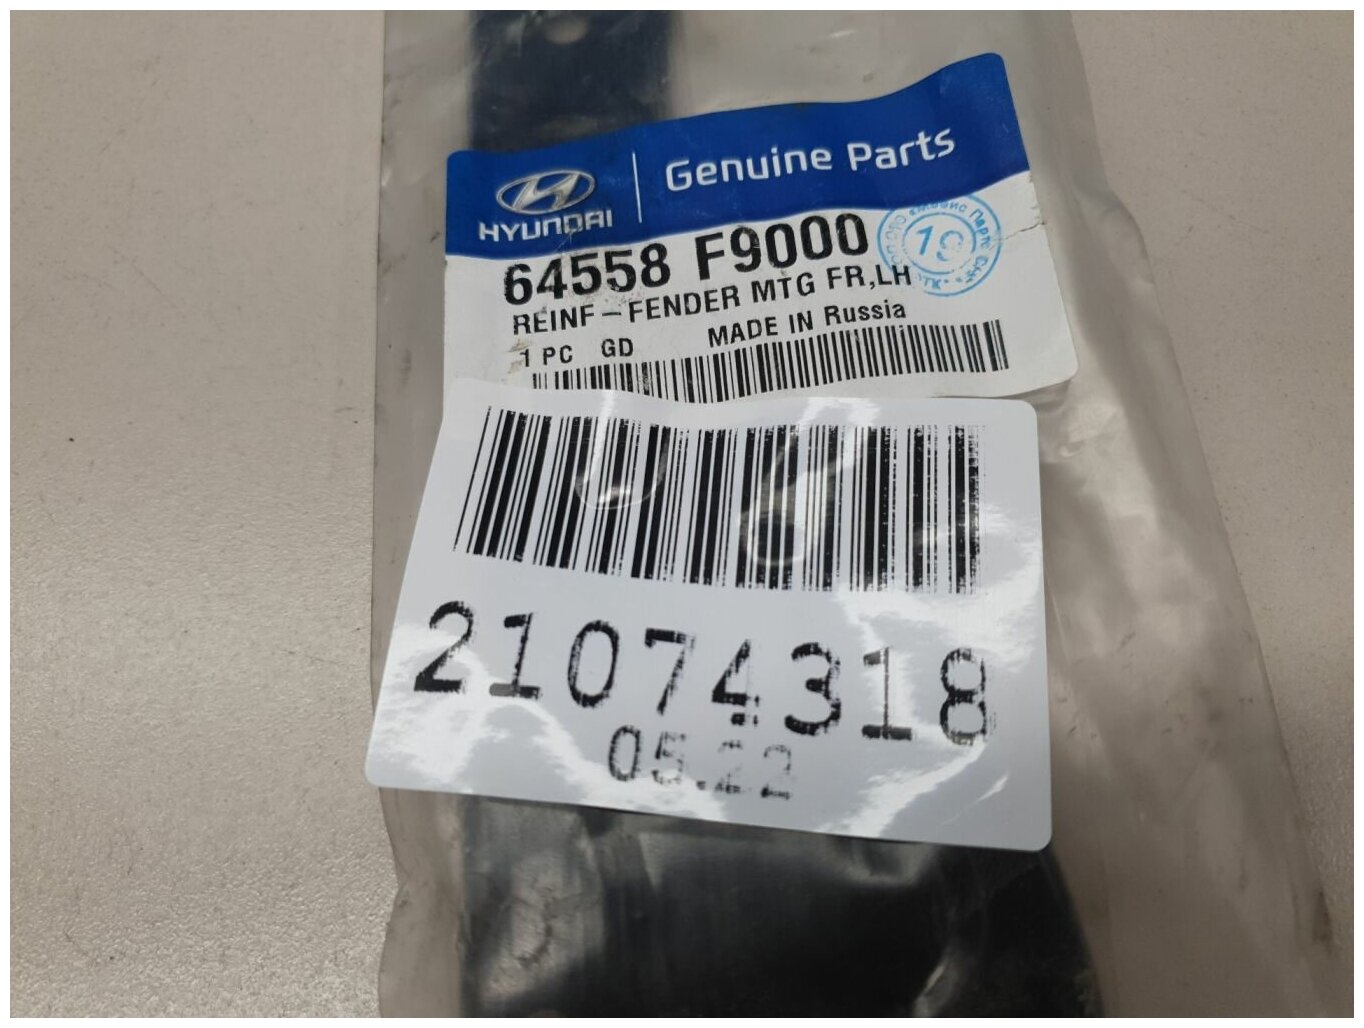 HYUNDAI
Genuine Parts
64558 F9000
REINF-FENDER MTG FR,LH
1 PC GD MADE IN Russia
19
21074318
05.22